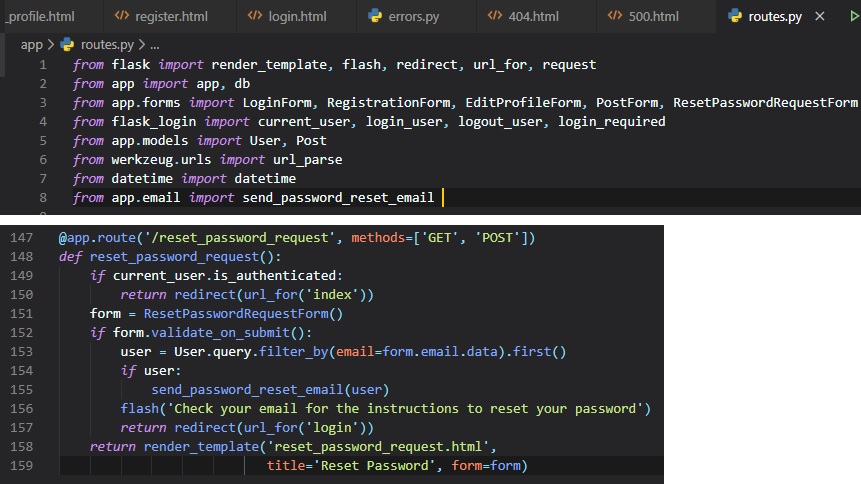 _profile.html register.html login.html errors.py 404.html 500.html routes.py
app > routes.py > ...
1 from flask import render_template, flash, redirect, url_for, request
2 from app import app, db
3 from app.forms import LoginForm, RegistrationForm, EditProfileForm, PostForm, ResetPasswordRequestForm
4 from flask_login import current_user, login_user, logout_user, login_required
5 from app.models import User, Post
6 from werkzeug.urls import url_parse
7 from datetime import datetime
8 from app.email import send_password_reset_email
147 @app.route('/reset_password_request', methods=['GET', 'POST'])
148 def reset_password_request():
149     if current_user.is_authenticated:
150         return redirect(url_for('index'))
151     form = ResetPasswordRequestForm()
152     if form.validate_on_submit():
153         user = User.query.filter_by(email=form.email.data).first()
154         if user:
155             send_password_reset_email(user)
156         flash('Check your email for the instructions to reset your password')
157         return redirect(url_for('login'))
158     return render_template('reset_password_request.html',
159                            title='Reset Password', form=form)